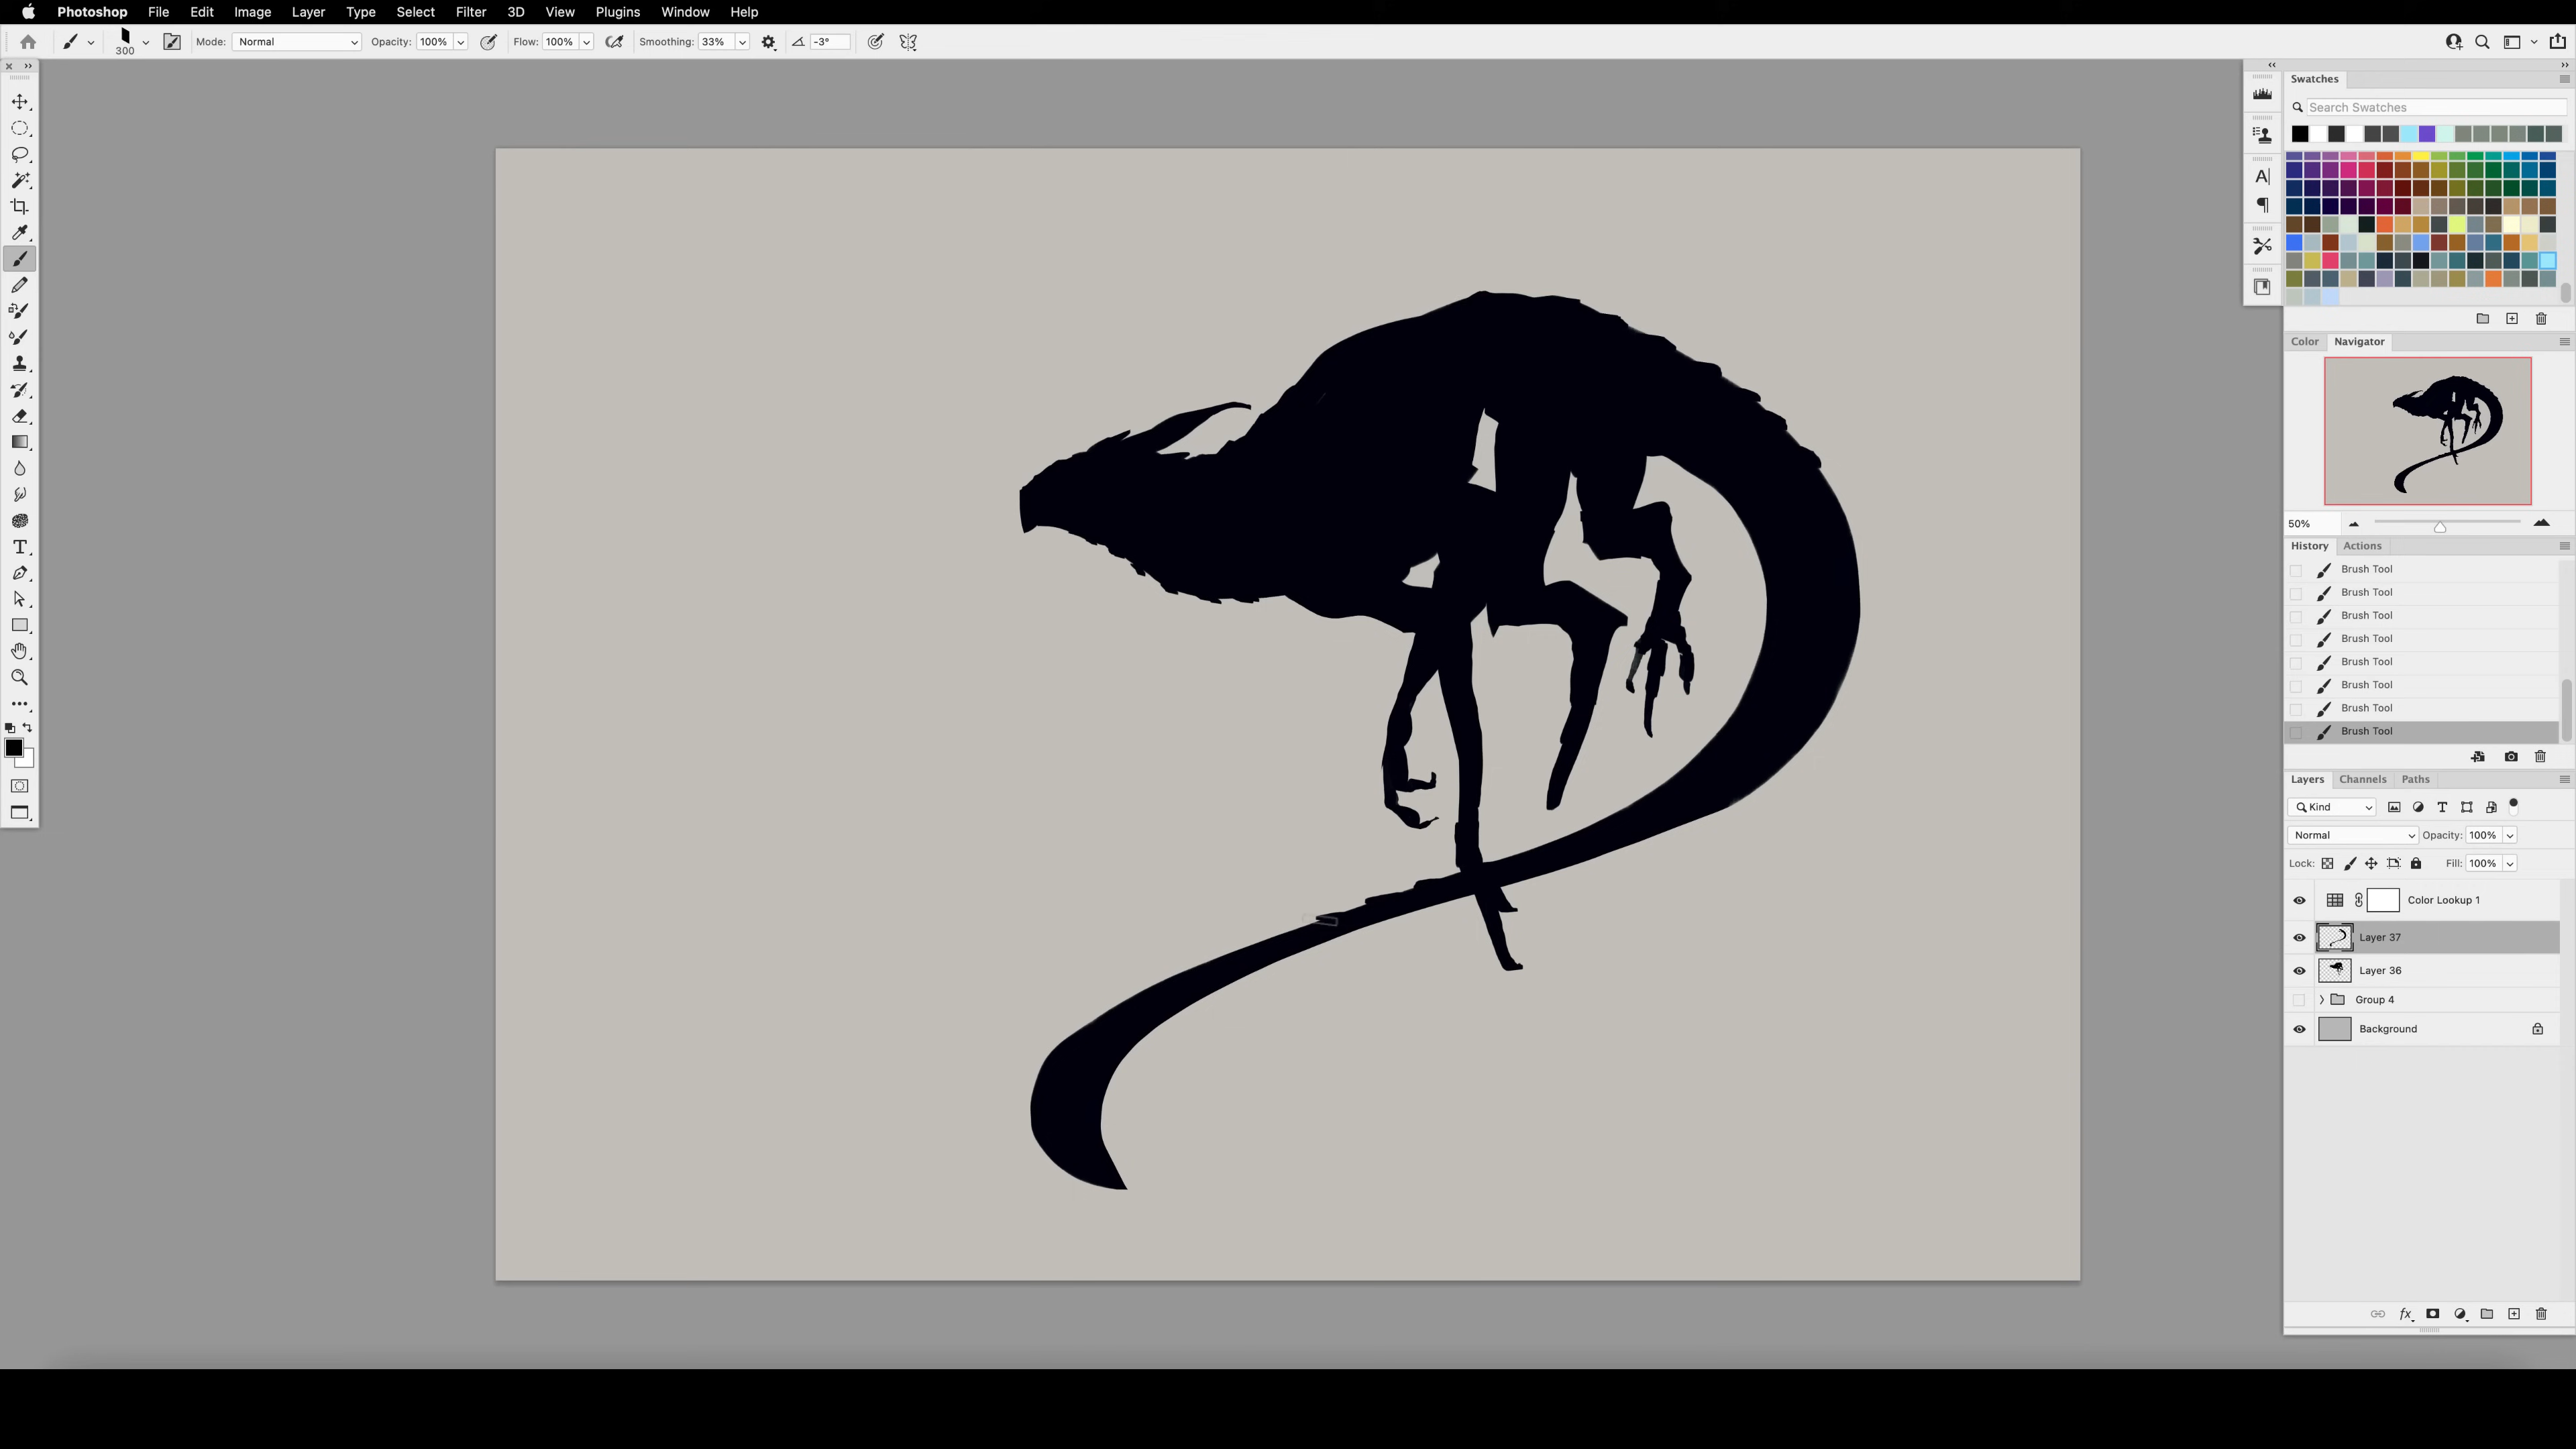 Photoshop File Edit Image Layer Type Select Filter 3D View Plugins Window Help
300 Mode: Normal Opacity: 100% Flow: 100% Smoothing: 33% -3°
Swatches
Search Swatches
Color Navigator
50%
History Actions
Brush Tool
Brush Tool
Brush Tool
Brush Tool
Brush Tool
Brush Tool
Brush Tool
Brush Tool
Layers Channels Paths
Kind
Normal Opacity: 100%
Lock: Fill: 100%
Color Lookup 1
Layer 37
Layer 36
Group 4
Background
fx